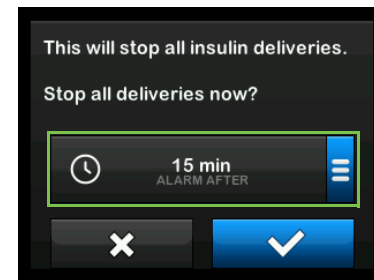 This will stop all insulin deliveries.
Stop all deliveries now?
15 min
ALARM AFTER